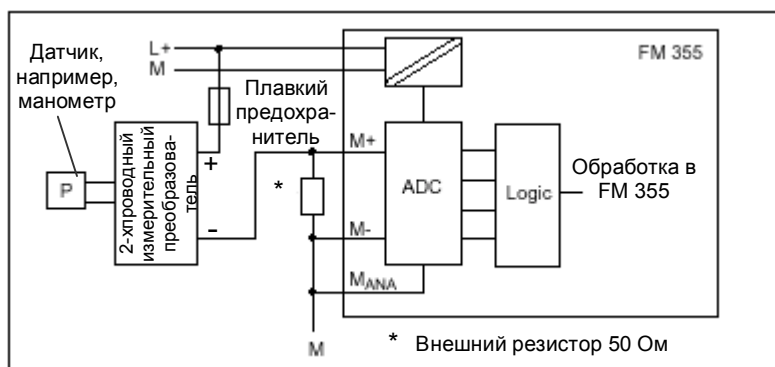 Датчик,
например,
манометр
P
2-хпроводный
измерительный
преобразова-
тель
+
-
L+
M
Плавкий
предохра-
нитель
*
M+
M-
MANA
M
FM 355
ADC
Logic
Обработка в
FM 355
* Внешний резистор 50 Ом